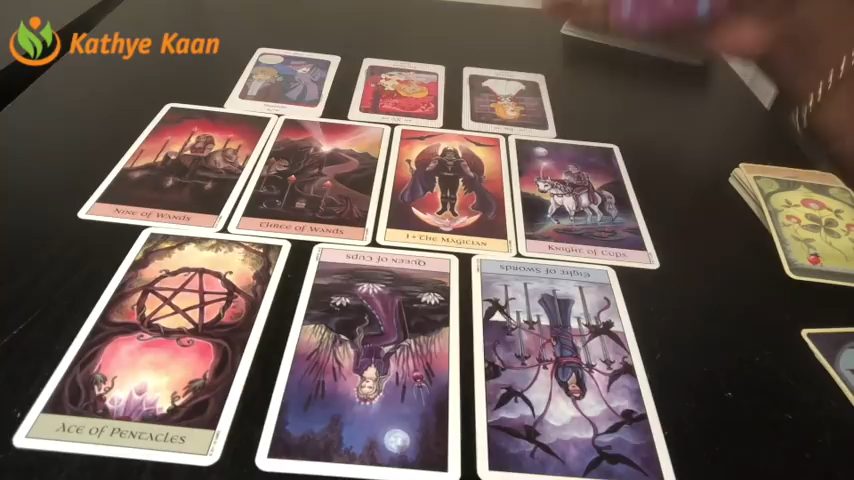 Kathye Kaan
Nine of Wands
Three of Wands
I • The Magician
Knight of Cups
Ace of Pentacles
Queen of Cups
Eight of Swords